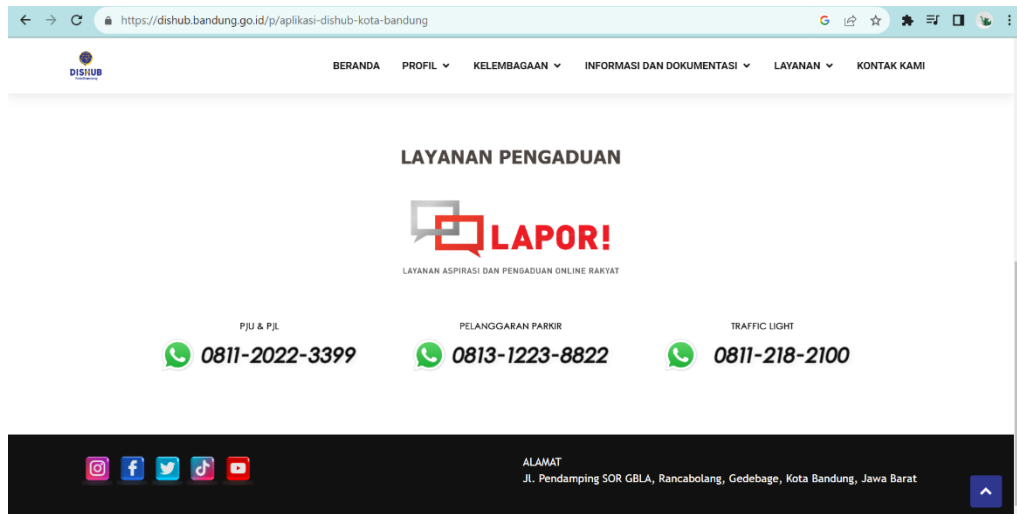 https://dishub.bandung.go.id/p/aplikasi-dishub-kota-bandung
DISHUB
BERANDA PROFIL KELEMBAGAAN INFORMASI DAN DOKUMENTASI LAYANAN KONTAK KAMI
LAYANAN PENGADUAN
LAPOR!
LAYANAN ASPIRASI DAN PENGADUAN ONLINE RAKYAT
PJU & PJL
0811-2022-3399
PELANGGARAN PARKIR
0813-1223-8822
TRAFFIC LIGHT
0811-218-2100
ALAMAT
Jl. Pendamping SOR GBLA, Rancabolang, Gedebage, Kota Bandung, Jawa Barat